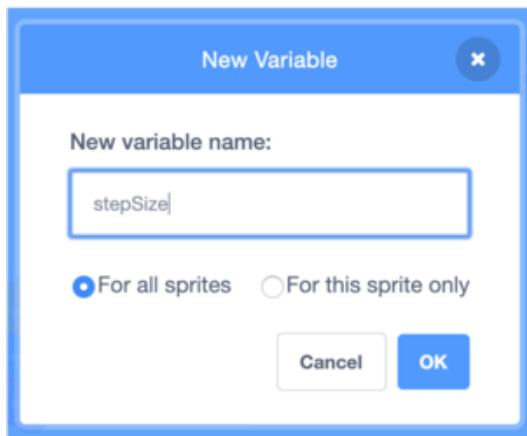 New Variable
New variable name:
stepSize
For all sprites For this sprite only
Cancel OK